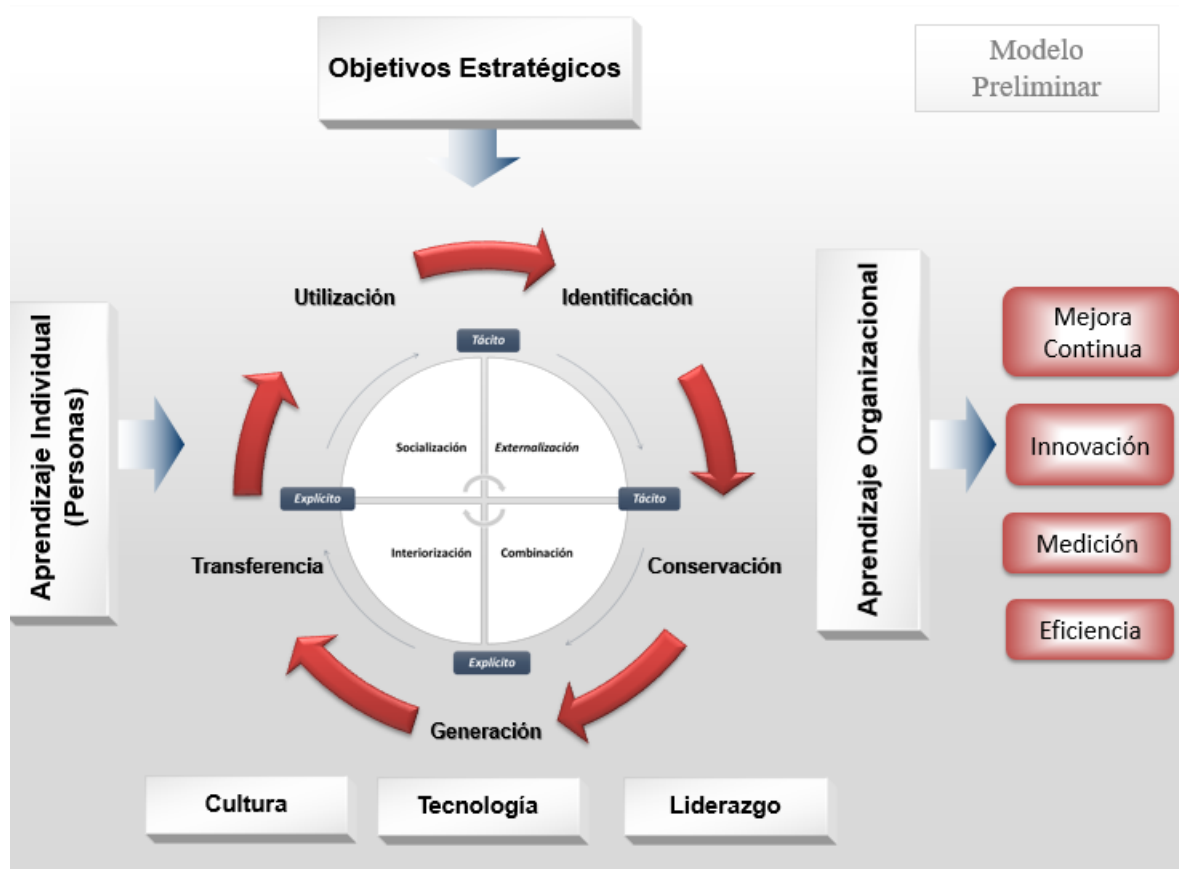 Objetivos Estratégicos
Modelo
Preliminar
Utilización
Identificación
Tácito
Aprendizaje Individual
(Personas)
Socialización
Externalización
Explícito
Tácito
Interiorización
Combinación
Transferencia
Conservación
Explícito
Generación
Aprendizaje Organizacional
Mejora
Continua
Innovación
Medición
Eficiencia
Cultura
Tecnología
Liderazgo